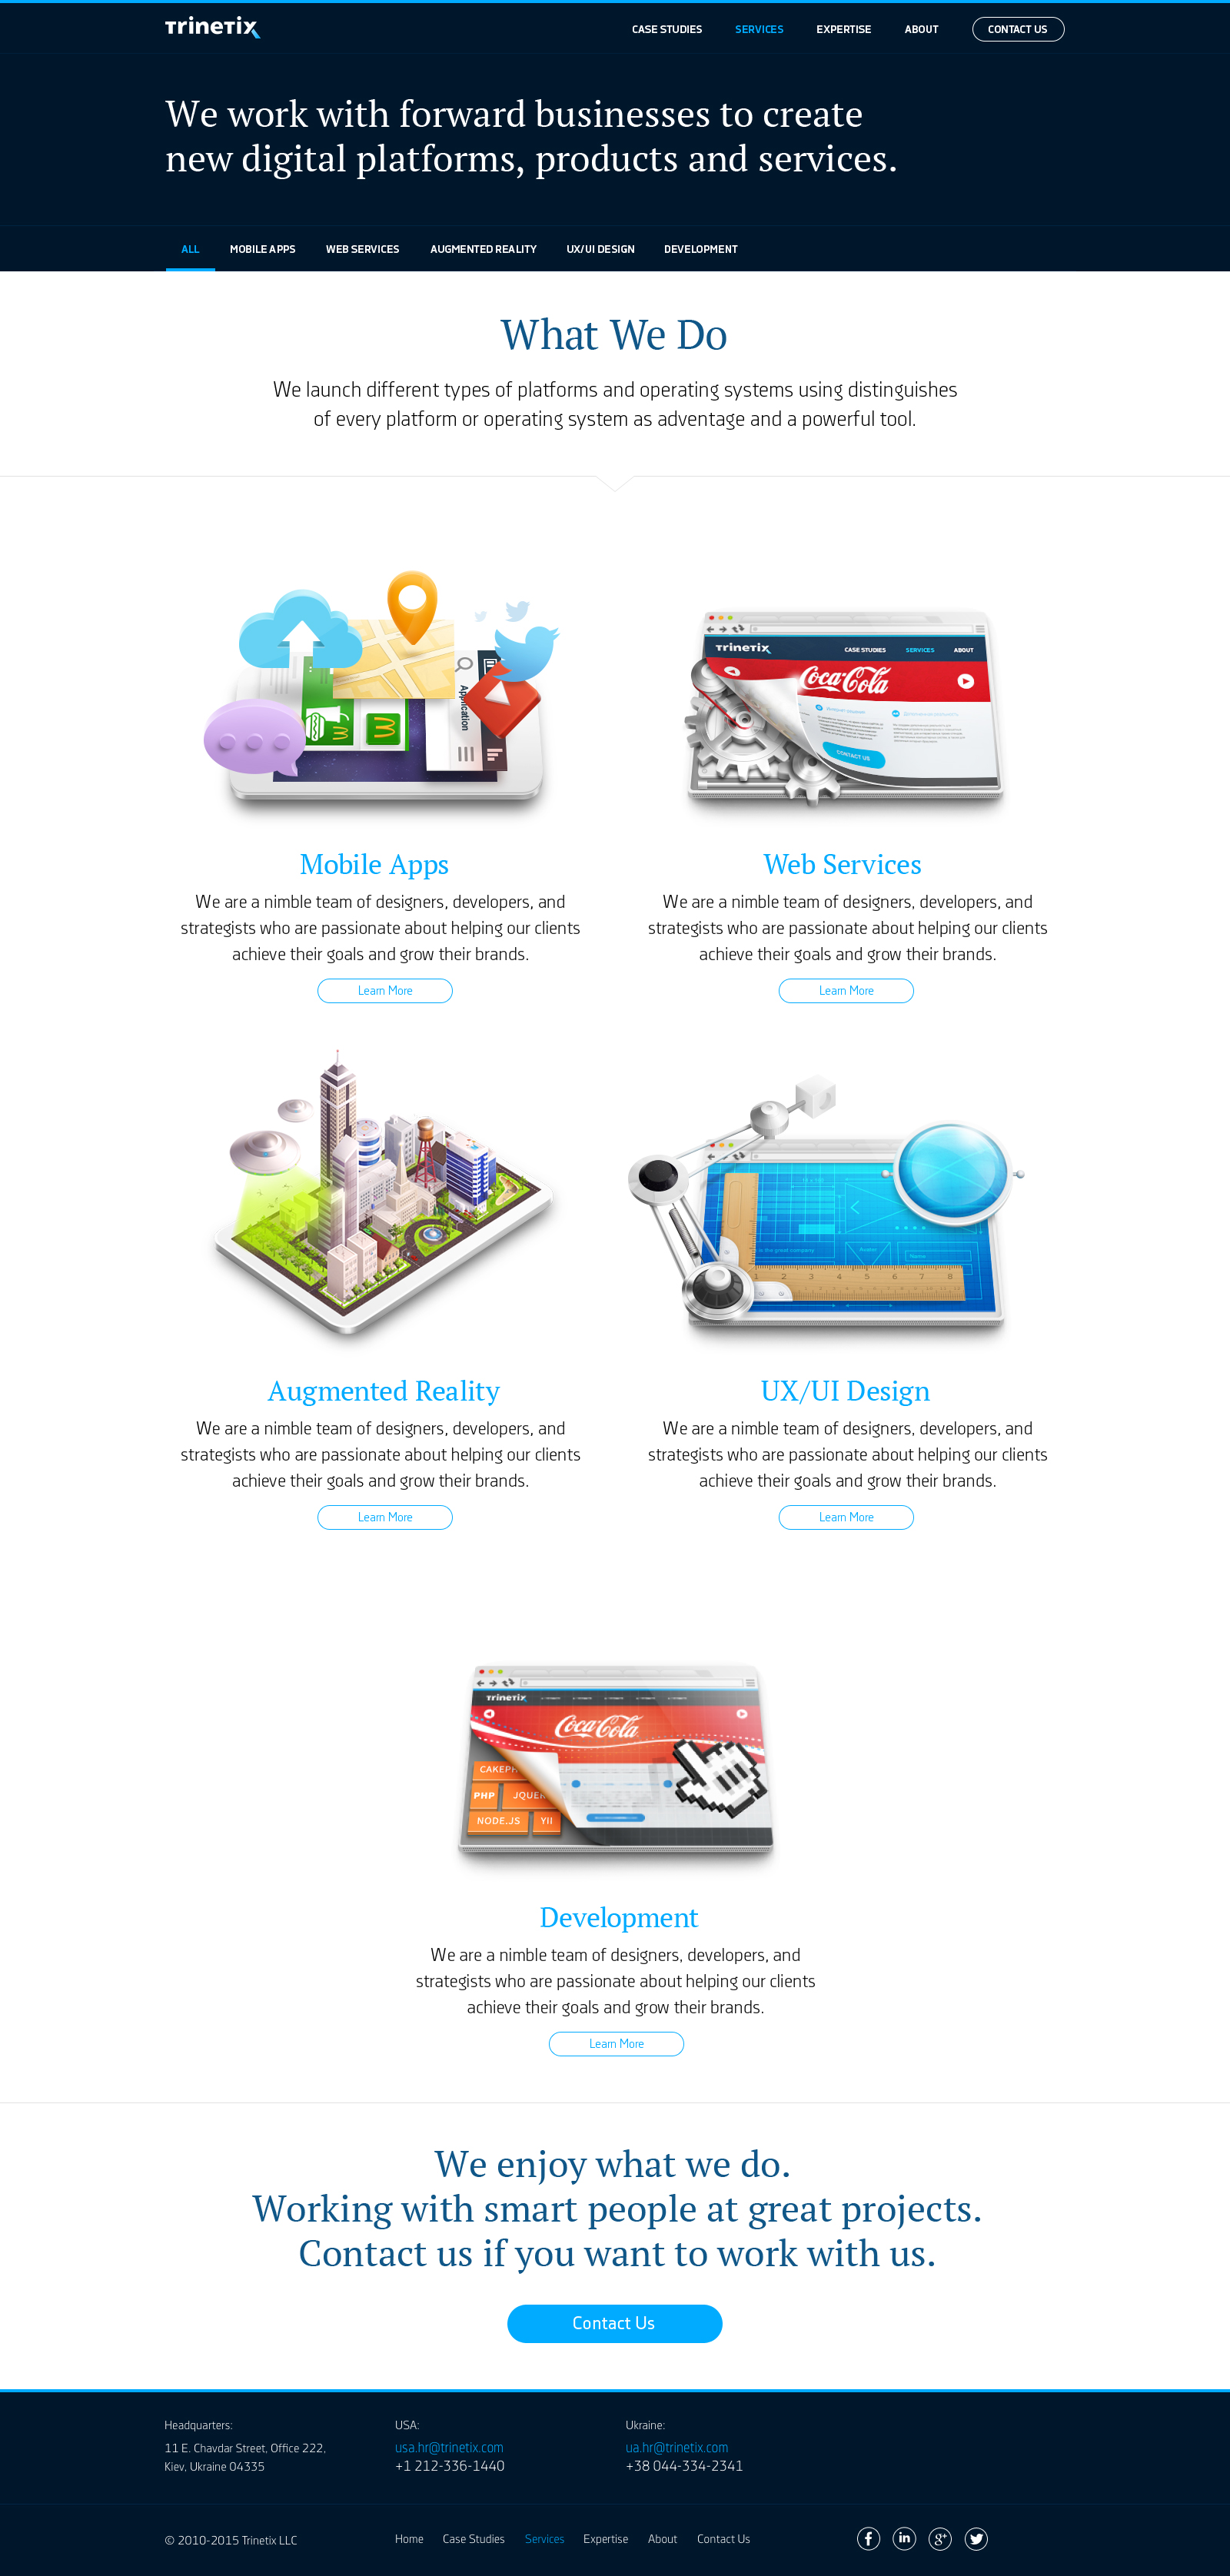 trinetix
CASE STUDIES SERVICES EXPERTISE ABOUT CONTACT US
We work with forward businesses to create
new digital platforms, products and services.
ALL MOBILE APPS WEB SERVICES AUGMENTED REALITY UX/UI DESIGN DEVELOPMENT
What We Do
We launch different types of platforms and operating systems using distinguishes
of every platform or operating system as adventage and a powerful tool.
Application
trinetix CASE STUDIES SERVICES ABOUT
Coca-Cola
CONTACT US
Mobile Apps
We are a nimble team of designers, developers, and
strategists who are passionate about helping our clients
achieve their goals and grow their brands.
Learn More
Web Services
We are a nimble team of designers, developers, and
strategists who are passionate about helping our clients
achieve their goals and grow their brands.
Learn More
is the great company
Name
1 2 3 4 5 6 7 8
Augmented Reality
We are a nimble team of designers, developers, and
strategists who are passionate about helping our clients
achieve their goals and grow their brands.
Learn More
UX/UI Design
We are a nimble team of designers, developers, and
strategists who are passionate about helping our clients
achieve their goals and grow their brands.
Learn More
trinetix
Coca-Cola
CAKEPH
PHP JQUER
NODE.JS YII
Development
We are a nimble team of designers, developers, and
strategists who are passionate about helping our clients
achieve their goals and grow their brands.
Learn More
We enjoy what we do.
Working with smart people at great projects.
Contact us if you want to work with us.
Contact Us
Headquarters:
11 E. Chavdar Street, Office 222,
Kiev, Ukraine 04335
USA:
usa.hr@trinetix.com
+1 212-336-1440
Ukraine:
ua.hr@trinetix.com
+38 044-334-2341
© 2010-2015 Trinetix LLC
Home Case Studies Services Expertise About Contact Us
f in g+